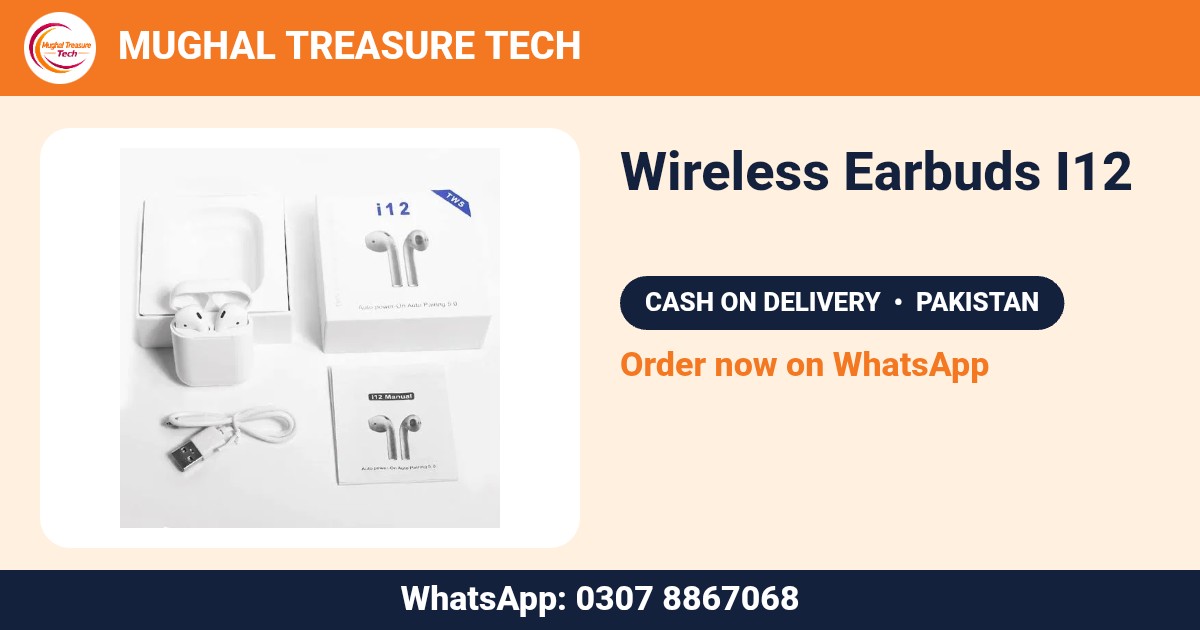 Mughal Treasure
Tech
MUGHAL TREASURE TECH
Wireless Earbuds I12
CASH ON DELIVERY • PAKISTAN
Order now on WhatsApp
i12
TWS
Auto power-On Auto Pairing 5.0
i12 Manual
Auto power-On Auto Pairing 5.0
WhatsApp: 0307 8867068